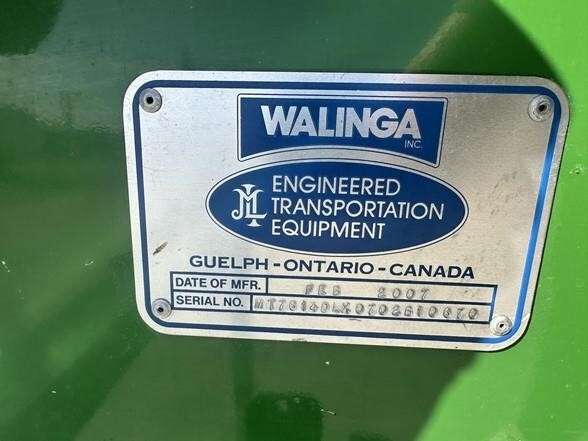 WALINGA
INC.
ENGINEERED
TRANSPORTATION
EQUIPMENT
GUELPH-ONTARIO-CANADA
DATE OF MFR. FEB 2007
SERIAL NO.